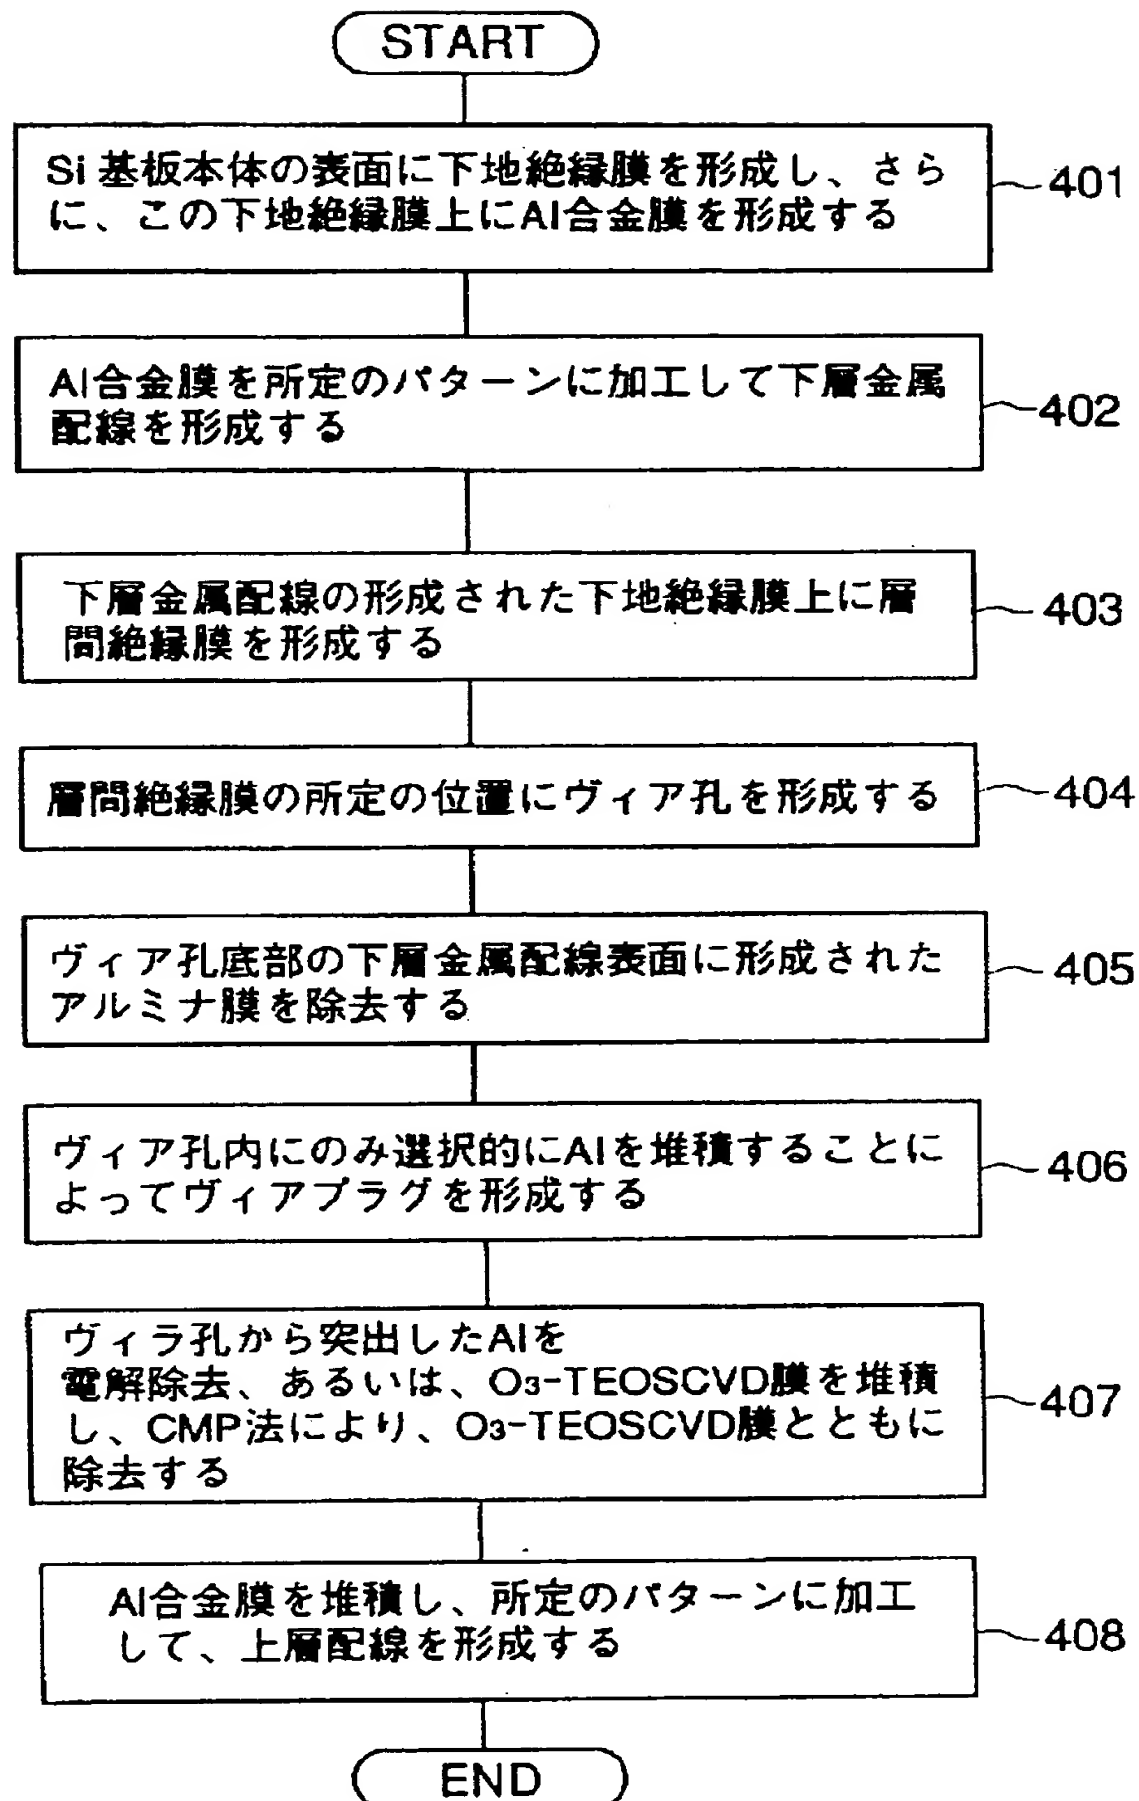 START
Si 基板本体の表面に下地絶縁膜を形成し、さら
に、この下地絶縁膜上にAl合金膜を形成する
401
Al合金膜を所定のパターンに加工して下層金属
配線を形成する
402
下層金属配線の形成された下地絶縁膜上に層
間絶縁膜を形成する
403
層間絶縁膜の所定の位置にヴィア孔を形成する
404
ヴィア孔底部の下層金属配線表面に形成された
アルミナ膜を除去する
405
ヴィア孔内にのみ選択的にAlを堆積することに
よってヴィアプラグを形成する
406
ヴィラ孔から突出したAlを
電解除去、あるいは、O₃-TEOSCVD膜を堆積
し、CMP法により、O₃-TEOSCVD膜とともに
除去する
407
Al合金膜を堆積し、所定のパターンに加工
して、上層配線を形成する
408
END